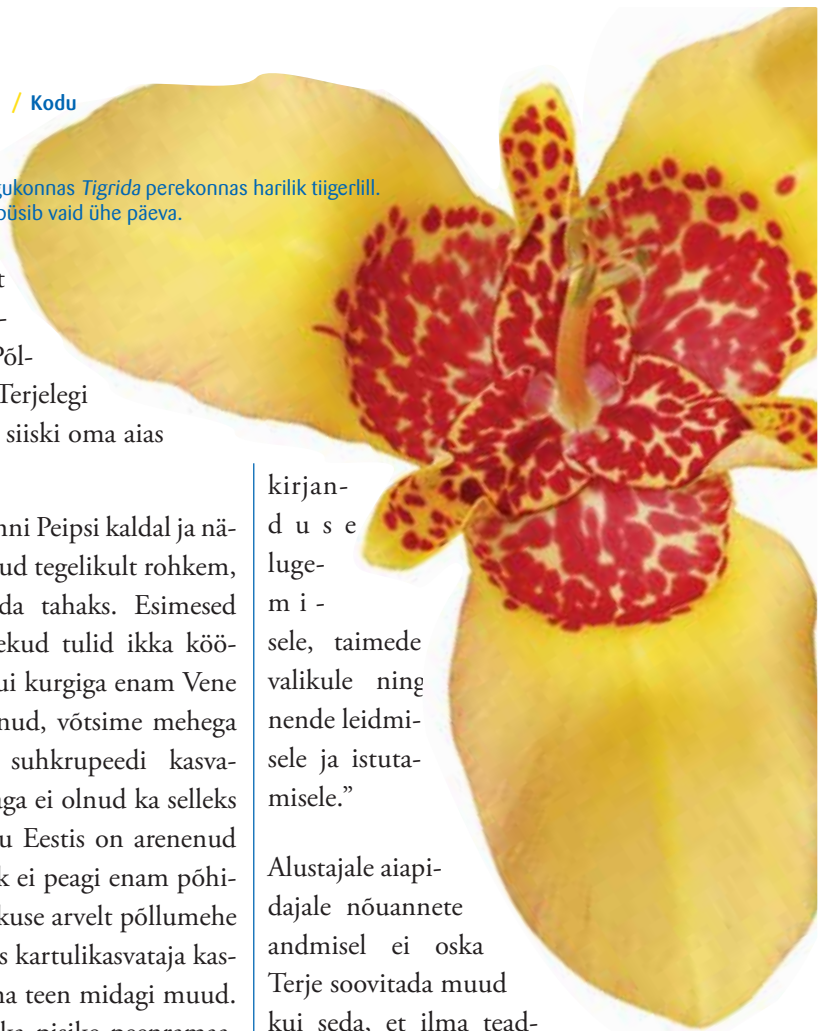 / Kodu
gukonnas Tigrida perekonnas harilik tiigerlill.
püsib vaid ühe päeva.
t
-
Põl-
Terjelegi
siiski oma aias
nni Peipsi kaldal ja nä-
ud tegelikult rohkem,
da tahaks. Esimesed
ekud tulid ikka köö-
ui kurgiga enam Vene
nud, võtsime mehega
suhkrupeedi kasva-
aga ei olnud ka selleks
u Eestis on arenenud
k ei peagi enam põhi-
kuse arvelt põllumehe
s kartulikasvataja kas-
na teen midagi muud.
kirjan-
d u s e
luge-
m i -
sele, taimede
valikule ning
nende leidmi-
sele ja istuta-
misele.”
Alustajale aiapi-
dajale nõuannete
andmisel ei oska
Terje soovitada muud
kui seda, et ilma tead-